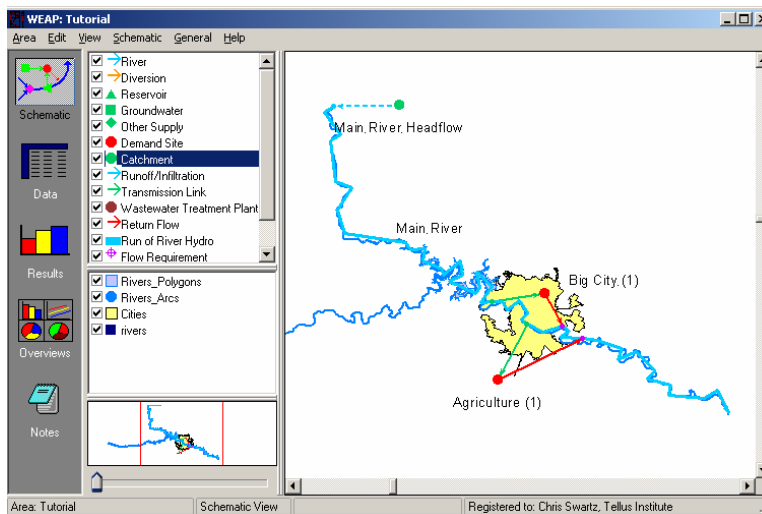 WEAP: Tutorial
Area Edit View Schematic General Help
Schematic
Data
Results
Overviews
Notes
River
Diversion
Reservoir
Groundwater
Other Supply
Demand Site
Catchment
Runoff/Infiltration
Transmission Link
Wastewater Treatment Plant
Return Flow
Run of River Hydro
Flow Requirement
Rivers_Polygons
Rivers_Arcs
Cities
rivers
Main River Headflow
Main River
Big City (1)
Agriculture (1)
Area: Tutorial
Schematic View
Registered to: Chris Swartz, Tellus Institute